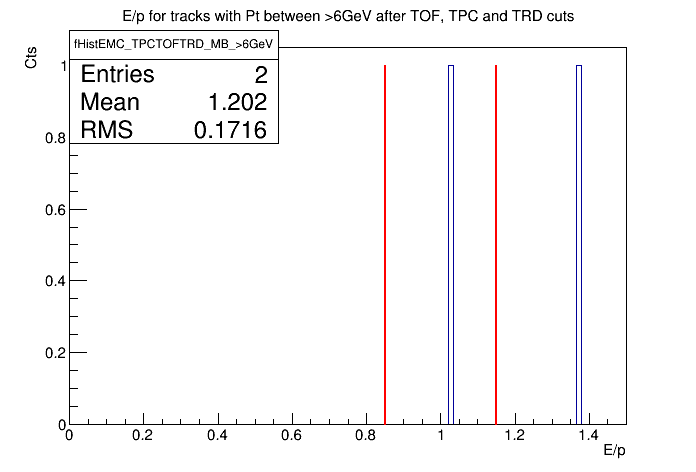 E/p for tracks with Pt between >6GeV after TOF, TPC and TRD cuts
Cts
fHistEMC_TPCTOFTRD_MB_>6GeV
Entries 2
Mean 1.202
RMS 0.1716
1
0.8
0.6
0.4
0.2
0
0 0.2 0.4 0.6 0.8 1 1.2 1.4
E/p